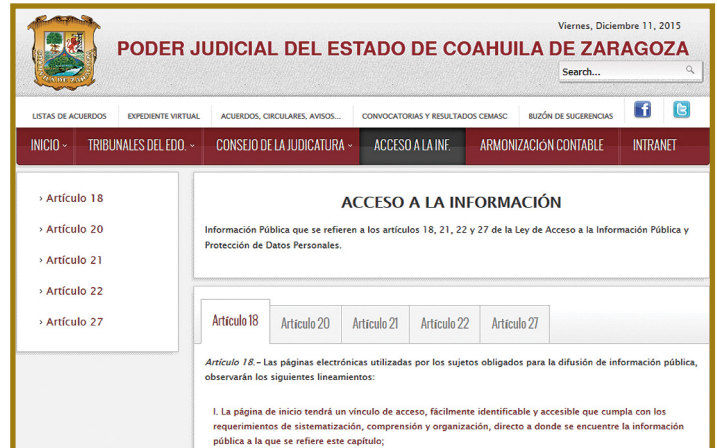 Viernes, Diciembre 11, 2015
PODER JUDICIAL DEL ESTADO DE COAHUILA DE ZARAGOZA
Search...
LISTAS DE ACUERDOS EXPEDIENTE VIRTUAL ACUERDOS, CIRCULARES, AVISOS... CONVOCATORIAS Y RESULTADOS CEMASC BUZÓN DE SUGERENCIAS
INICIO TRIBUNALES DEL EDO. CONSEJO DE LA JUDICATURA ACCESO A LA INF. ARMONIZACIÓN CONTABLE INTRANET
› Artículo 18
› Artículo 20
› Artículo 21
› Artículo 22
› Artículo 27
ACCESO A LA INFORMACIÓN
Información Pública que se refieren a los artículos 18, 21, 22 y 27 de la Ley de Acceso a la Información Pública y
Protección de Datos Personales.
Artículo 18 Artículo 20 Artículo 21 Artículo 22 Artículo 27
Artículo 18.- Las páginas electrónicas utilizadas por los sujetos obligados para la difusión de información pública,
observarán los siguientes lineamientos:
I. La página de inicio tendrá un vínculo de acceso, fácilmente identificable y accesible que cumpla con los
requerimientos de sistematización, comprensión y organización, directo a donde se encuentre la información
pública a la que se refiere este capítulo;